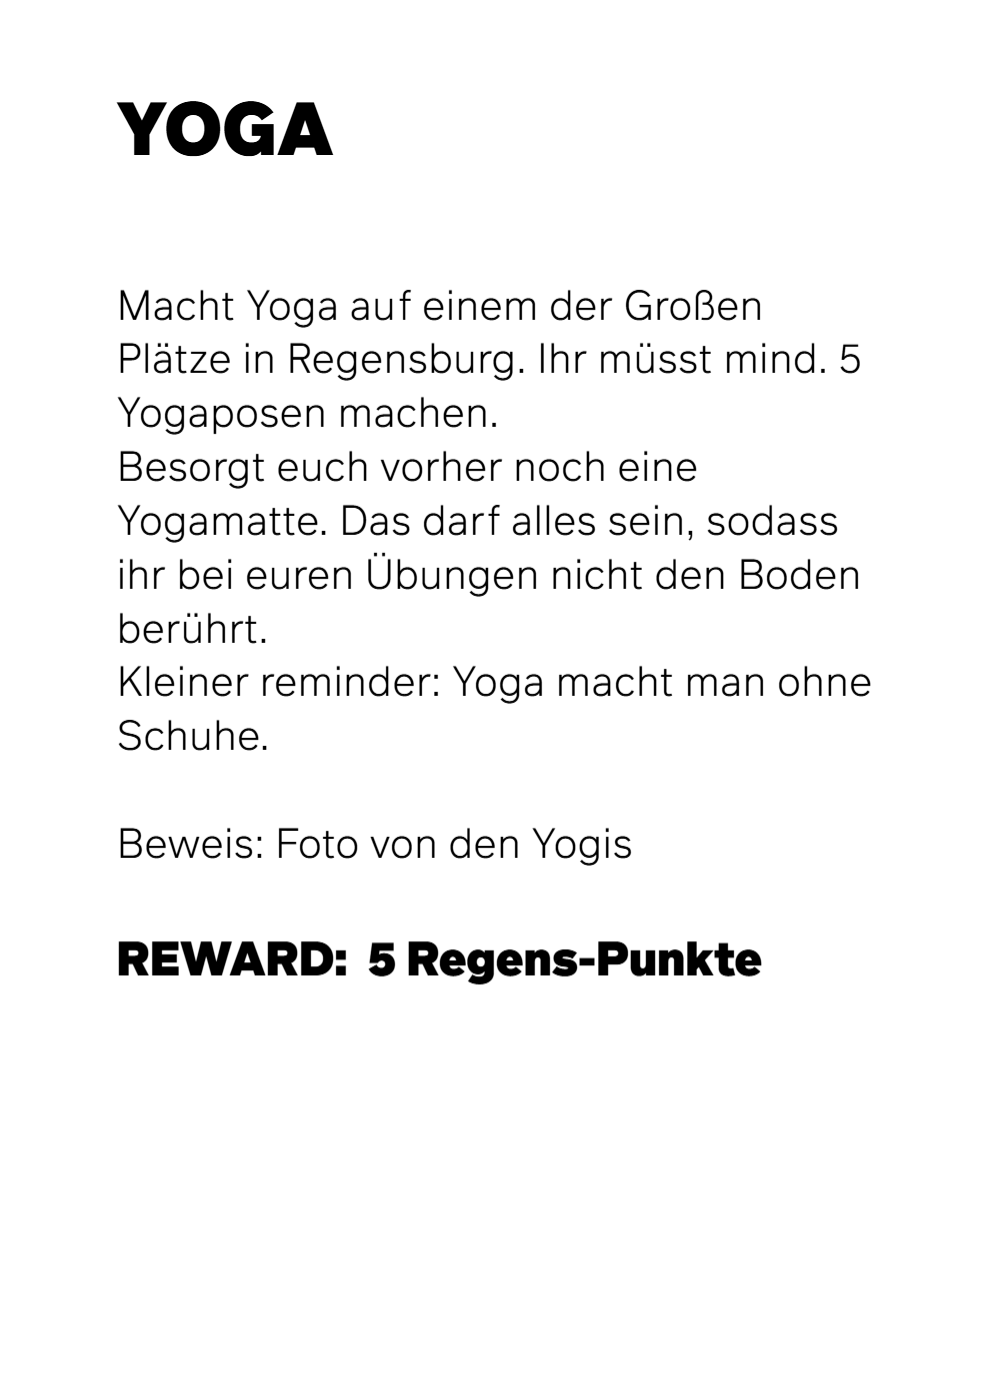 YOGA
Macht Yoga auf einem der Großen
Plätze in Regensburg. Ihr müsst mind. 5
Yogaposen machen.
Besorgt euch vorher noch eine
Yogamatte. Das darf alles sein, sodass
ihr bei euren Übungen nicht den Boden
berührt.
Kleiner reminder: Yoga macht man ohne
Schuhe.
Beweis: Foto von den Yogis
REWARD: 5 Regens-Punkte